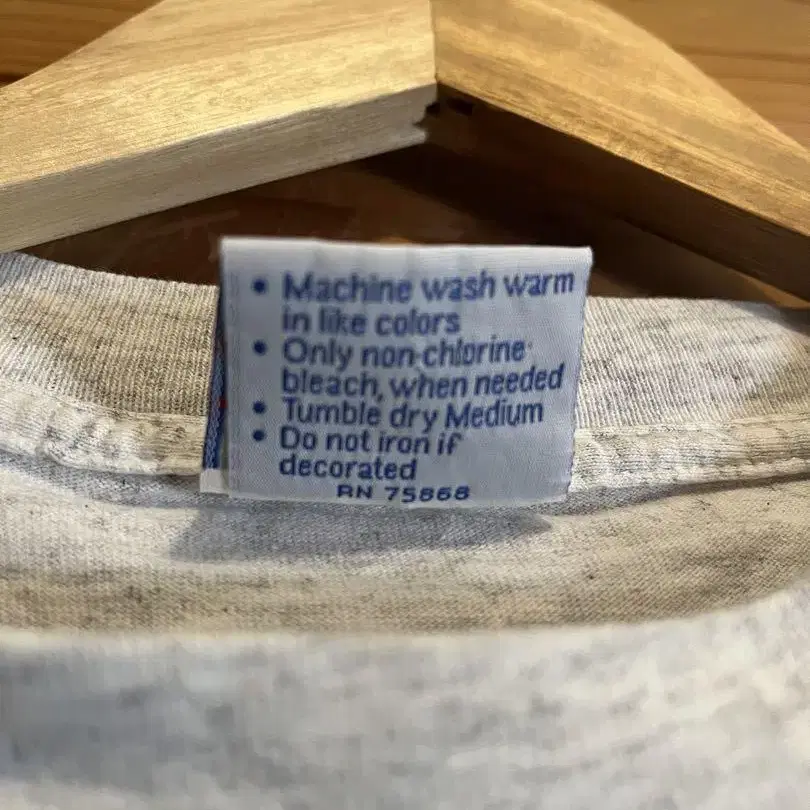 • Machine wash warm
in like colors
• Only non-chlorine
bleach, when needed
• Tumble dry Medium
• Do not iron if
decorated
RN 75868